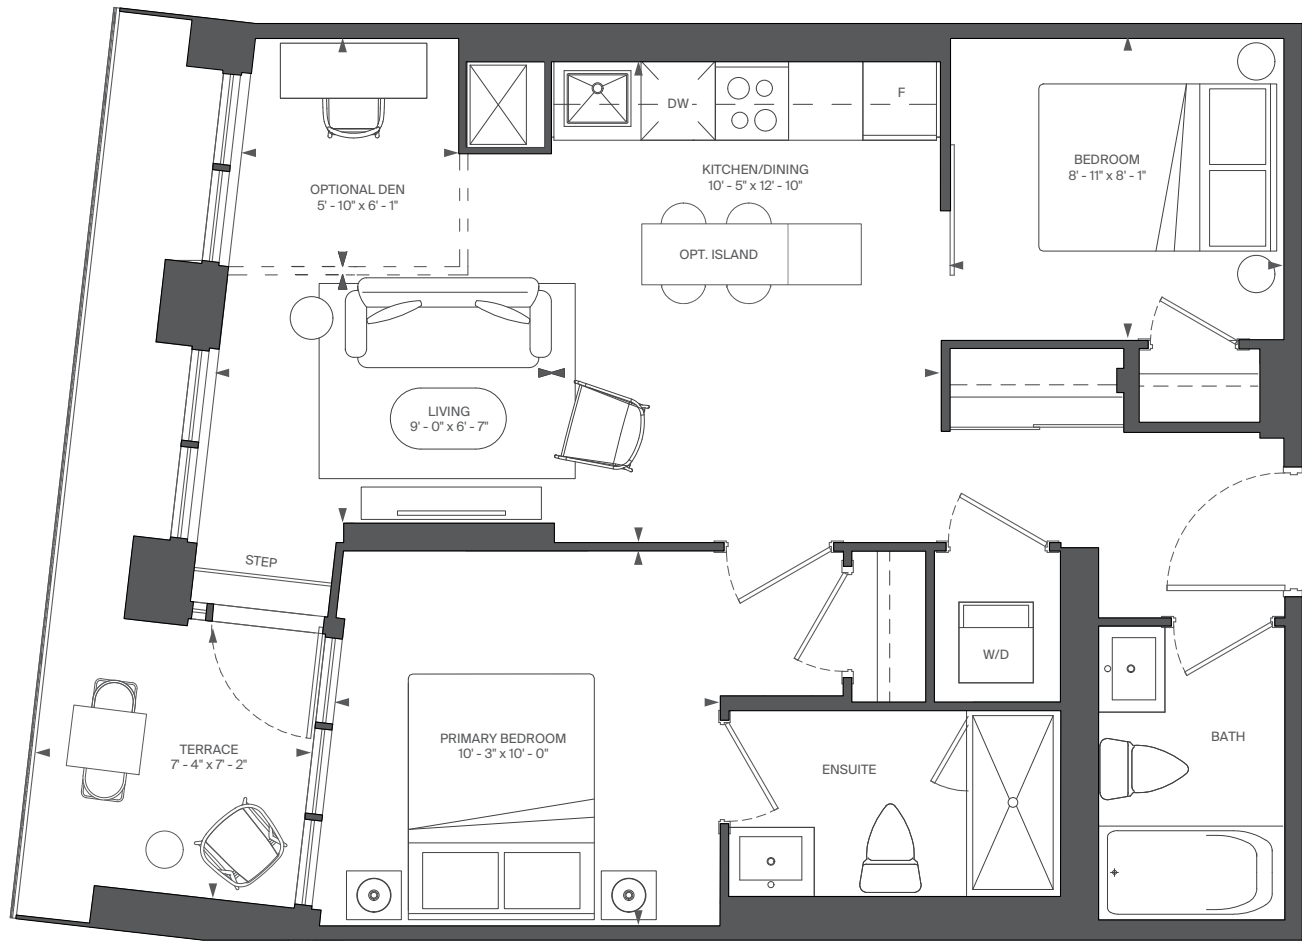 DW
F
KITCHEN/DINING
10' - 5" x 12' - 10"
BEDROOM
8' - 11" x 8' - 1"
OPTIONAL DEN
5' - 10" x 6' - 1"
OPT. ISLAND
LIVING
9' - 0" x 6' - 7"
STEP
W/D
PRIMARY BEDROOM
10' - 3" x 10' - 0"
TERRACE
7' - 4" x 7' - 2"
ENSUITE
BATH